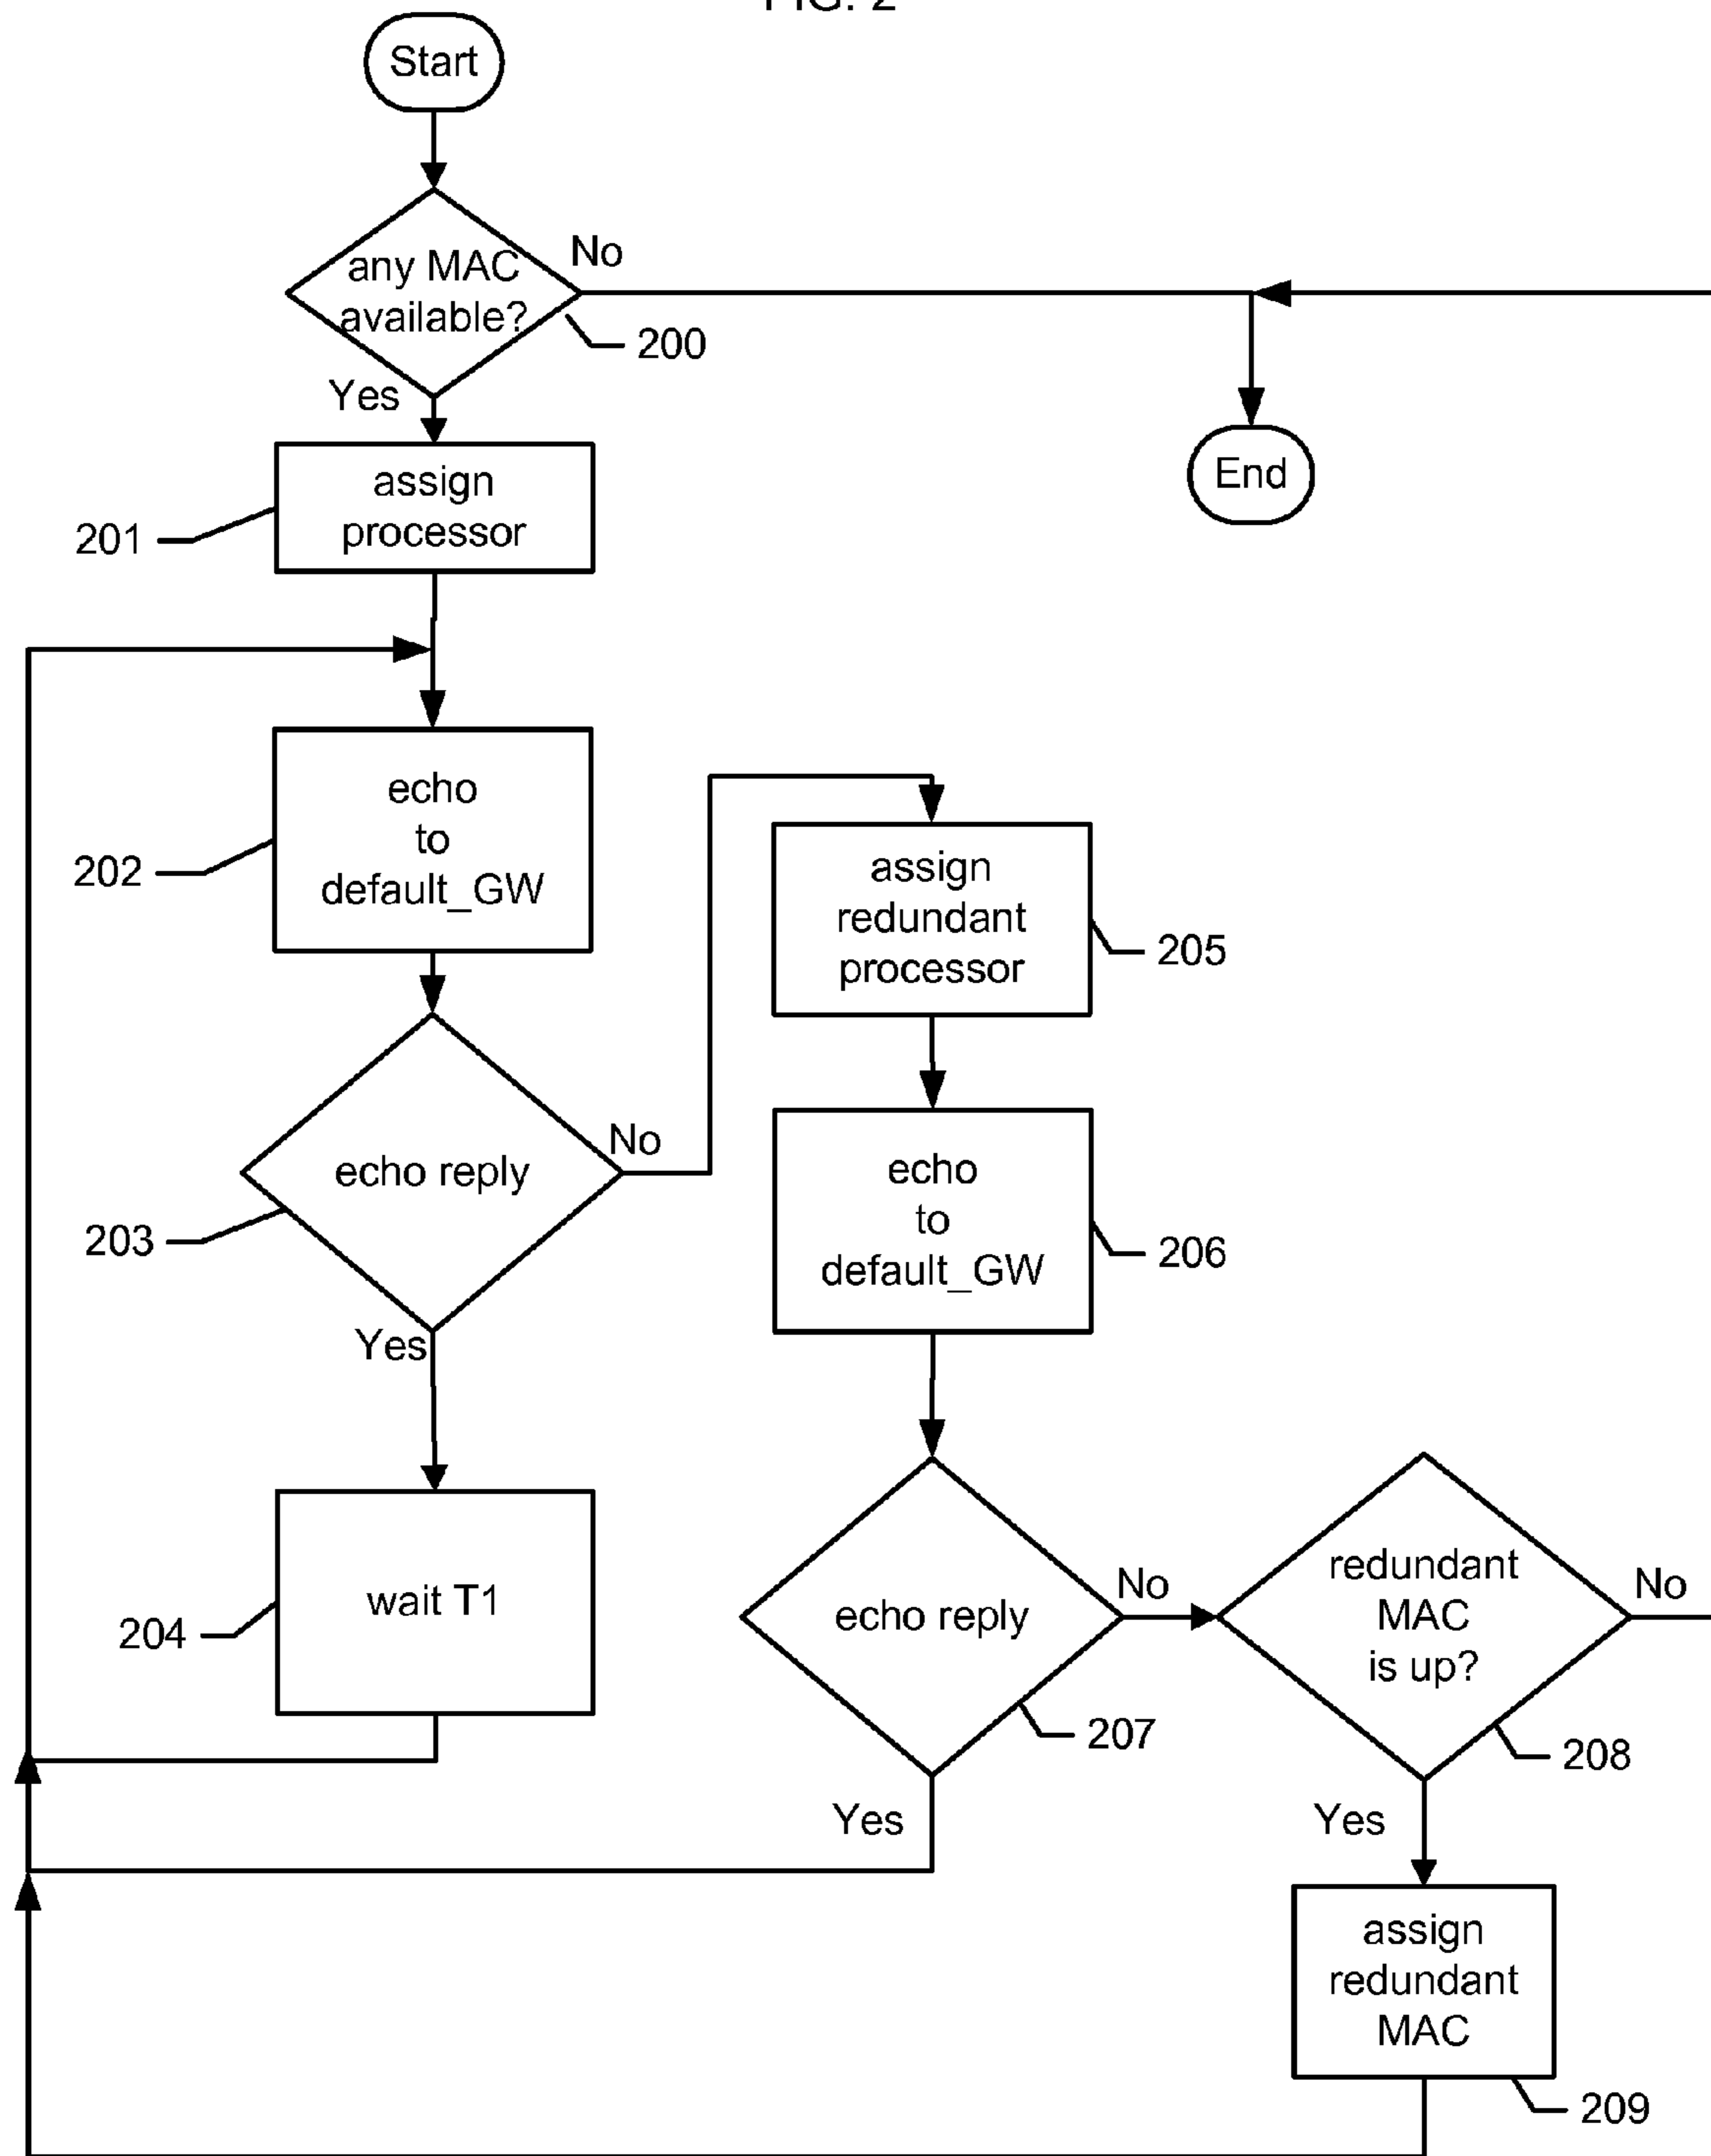 FIG. 2
Start
any MAC
available?
No
200
Yes
assign
processor
201
End
echo
to
default_GW
202
assign
redundant
processor
205
echo reply
No
203
Yes
echo
to
default_GW
206
wait T1
204
echo reply
No
207
Yes
redundant
MAC
is up?
No
208
Yes
assign
redundant
MAC
209